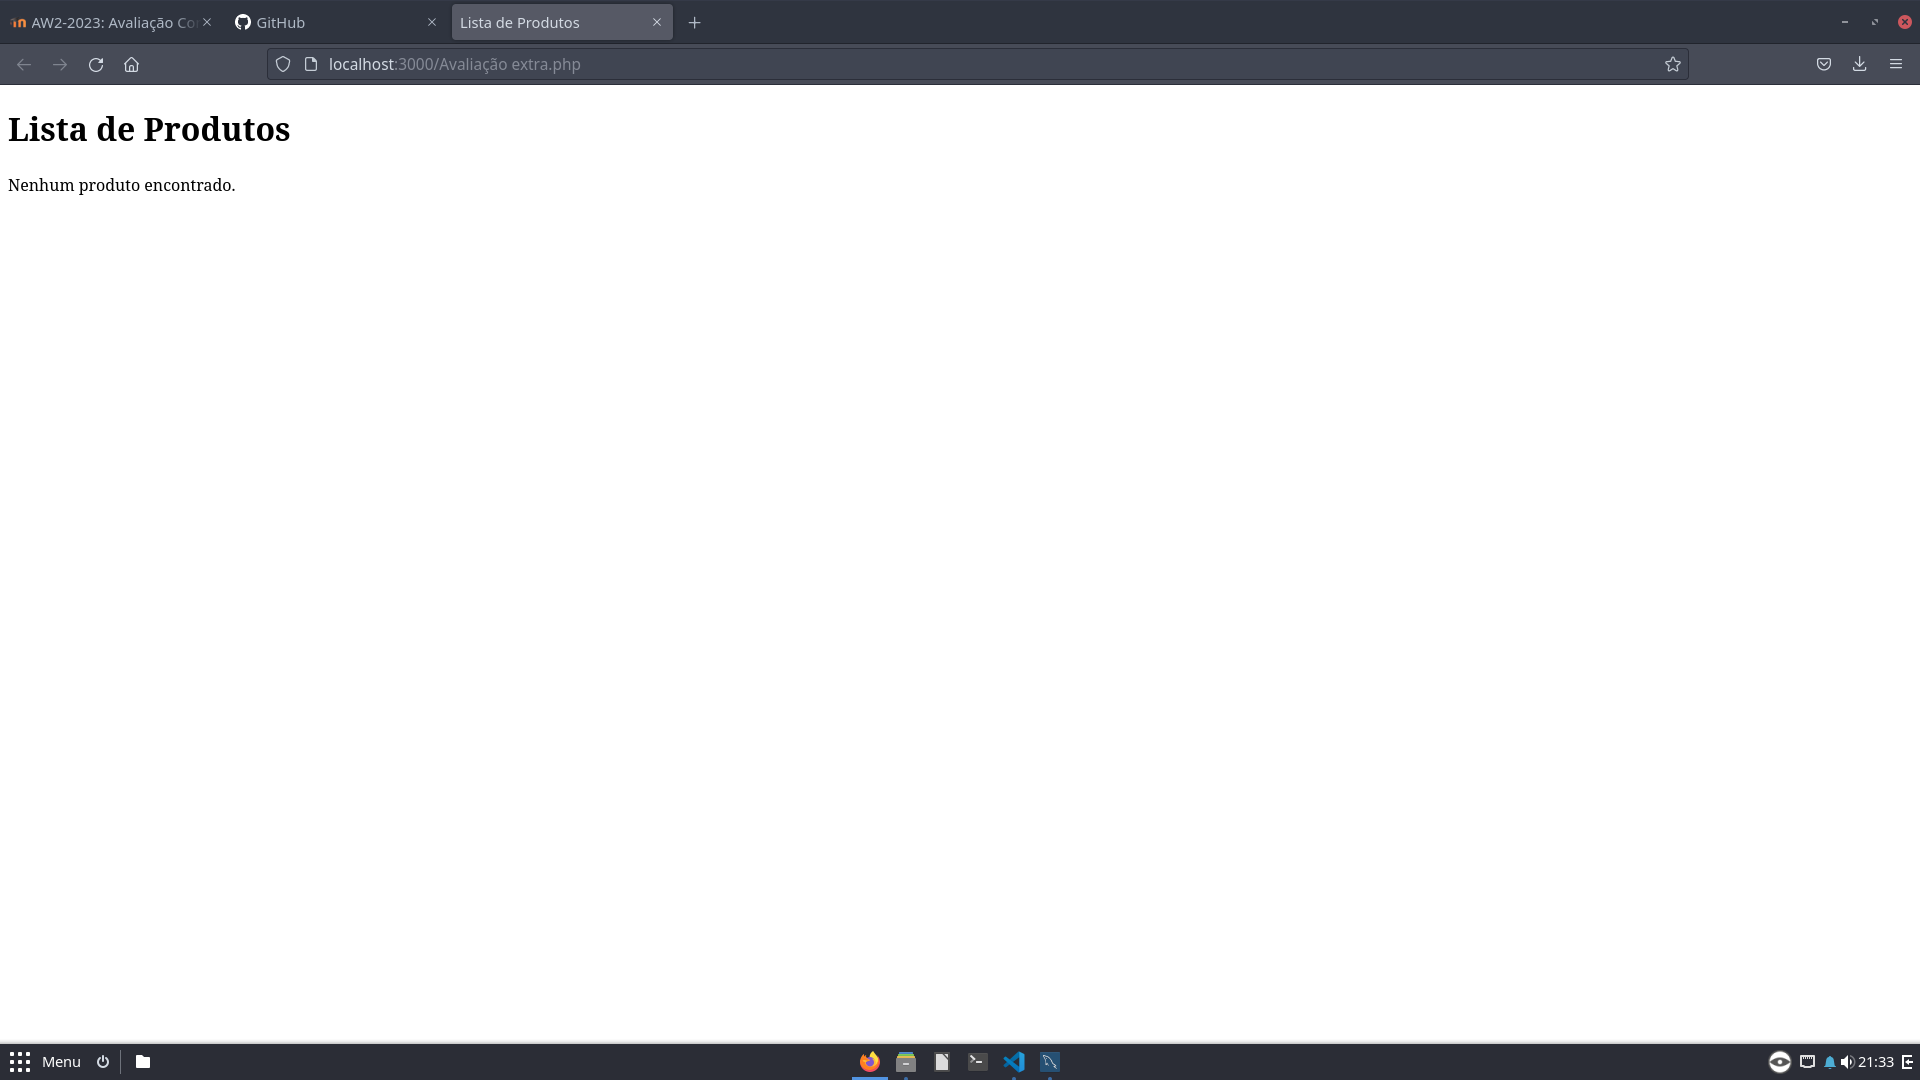 AW2-2023: Avaliação Co
GitHub
Lista de Produtos
localhost:3000/Avaliação extra.php
Lista de Produtos
Nenhum produto encontrado.
Menu
21:33